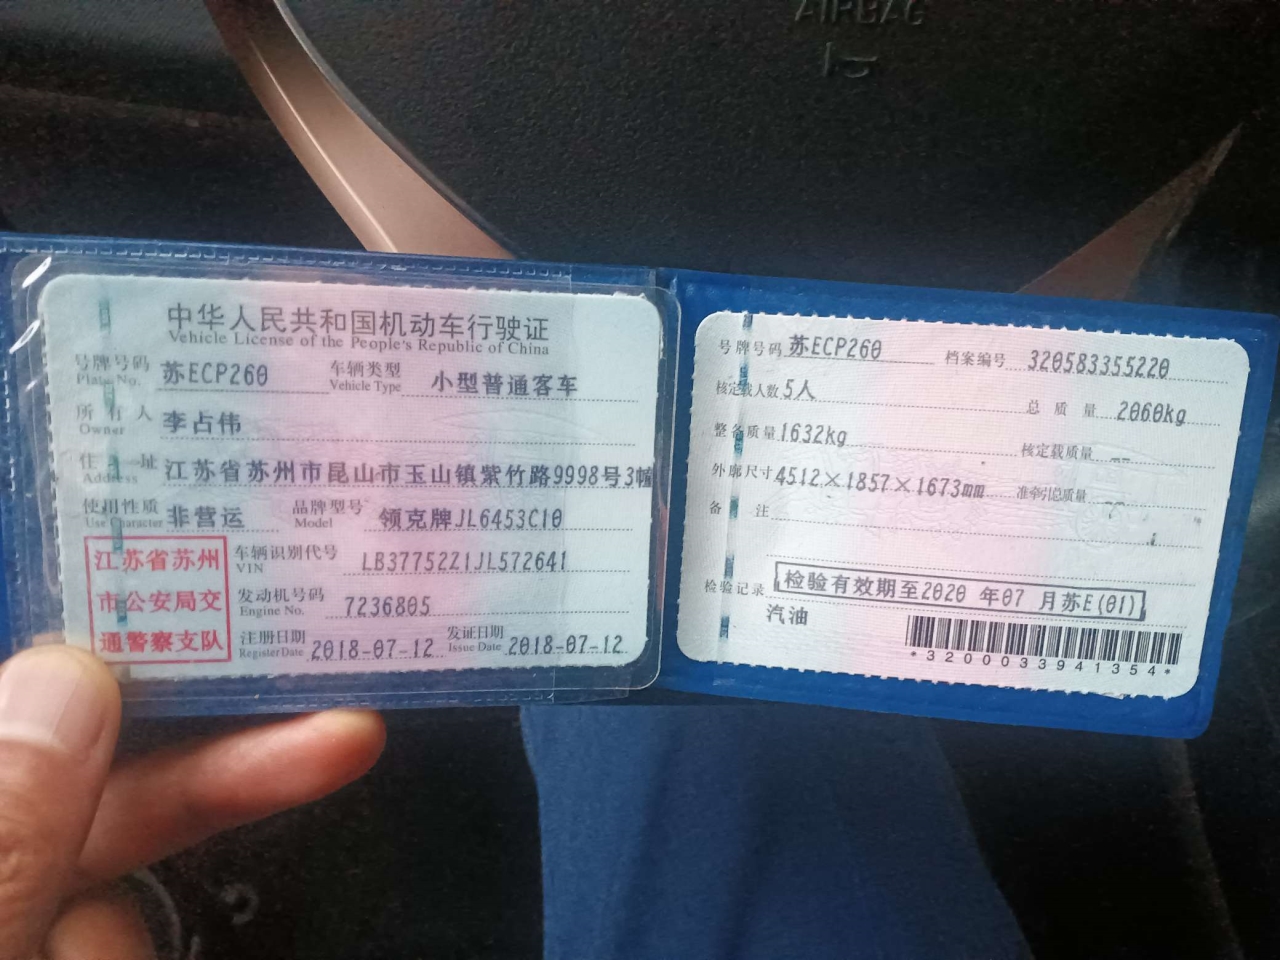 AIRBAG
中华人民共和国机动车行驶证
Vehicle License of the People's Republic of China
号牌号码 苏ECP260 车辆类型 小型普通客车
Plate No. Vehicle Type
所有人 李占伟
Owner
住址 江苏省苏州市昆山市玉山镇紫竹路9998号3幢
Address
使用性质 非营运 品牌型号 领克牌JL6453C10
Use Character Model
江苏省苏州
市公安局交
通警察支队
车辆识别代号 LB37752Z1JL572641
VIN
发动机号码 7236805
Engine No.
注册日期 2018-07-12 发证日期 2018-07-12
Register Date Issue Date
号牌号码 苏ECP260 档案编号 320583355220
核定载人数 5人 总质量 2060kg
整备质量 1632kg 核定载质量 --
外廓尺寸 4512×1857×1673mm 准牵引总质量
备注
检验记录 检验有效期至2020 年07 月苏E(01)
汽油
*3200033941354*